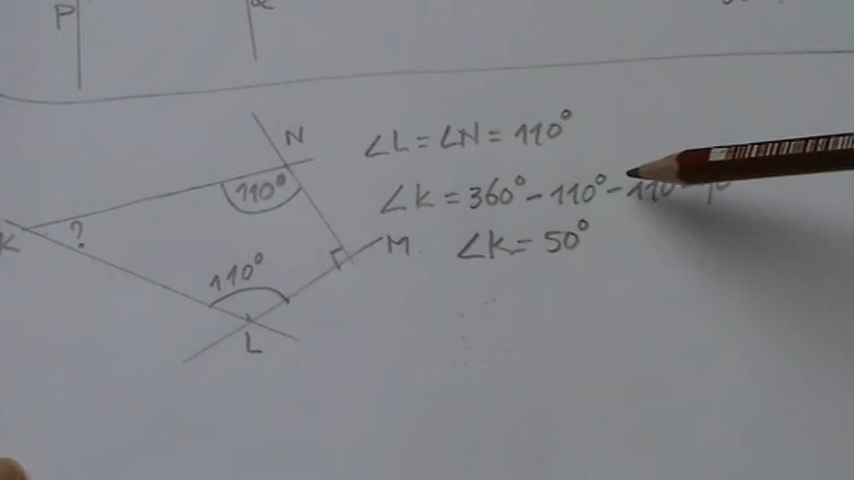 P
N
∠L = ∠N = 110°
110°
∠K = 360° - 110° - 110°
K
?
M
∠K = 50°
110°
L